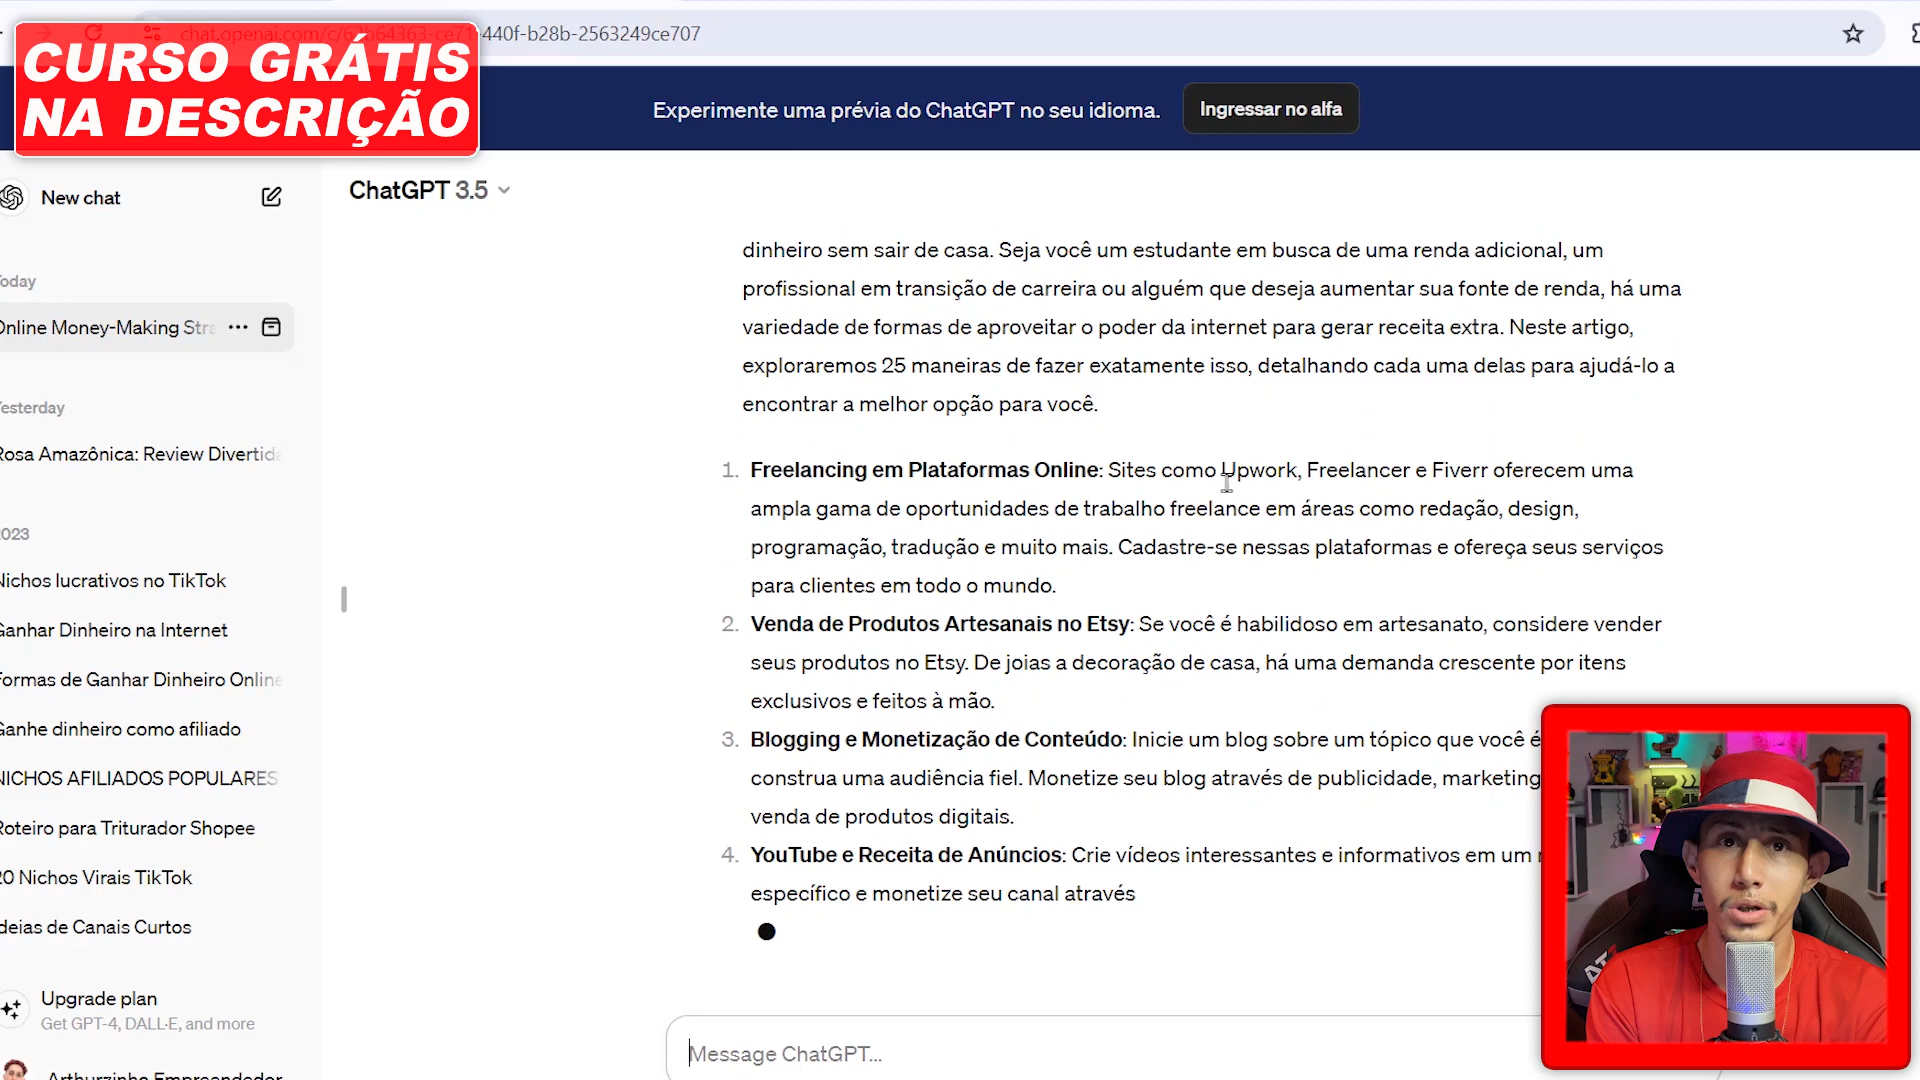 chat.openai.com/c/62b64363-ce71-440f-b28b-2563249ce707
CURSO GRÁTIS
NA DESCRIÇÃO
Experimente uma prévia do ChatGPT no seu idioma.
Ingressar no alfa
New chat
ChatGPT 3.5
oday
Online Money-Making Stra
esterday
Rosa Amazônica: Review Divertida
2023
Nichos lucrativos no TikTok
Ganhar Dinheiro na Internet
Formas de Ganhar Dinheiro Online
Ganhe dinheiro como afiliado
NICHOS AFILIADOS POPULARES
Roteiro para Triturador Shopee
20 Nichos Virais TikTok
deias de Canais Curtos
Upgrade plan
Get GPT-4, DALL·E, and more
Arthurzinho Empreendedor
dinheiro sem sair de casa. Seja você um estudante em busca de uma renda adicional, um
profissional em transição de carreira ou alguém que deseja aumentar sua fonte de renda, há uma
variedade de formas de aproveitar o poder da internet para gerar receita extra. Neste artigo,
exploraremos 25 maneiras de fazer exatamente isso, detalhando cada uma delas para ajudá-lo a
encontrar a melhor opção para você.
1. Freelancing em Plataformas Online: Sites como Upwork, Freelancer e Fiverr oferecem uma
ampla gama de oportunidades de trabalho freelance em áreas como redação, design,
programação, tradução e muito mais. Cadastre-se nessas plataformas e ofereça seus serviços
para clientes em todo o mundo.
2. Venda de Produtos Artesanais no Etsy: Se você é habilidoso em artesanato, considere vender
seus produtos no Etsy. De joias a decoração de casa, há uma demanda crescente por itens
exclusivos e feitos à mão.
3. Blogging e Monetização de Conteúdo: Inicie um blog sobre um tópico que você é
construa uma audiência fiel. Monetize seu blog através de publicidade, marketing
venda de produtos digitais.
4. YouTube e Receita de Anúncios: Crie vídeos interessantes e informativos em um
específico e monetize seu canal através
Message ChatGPT...